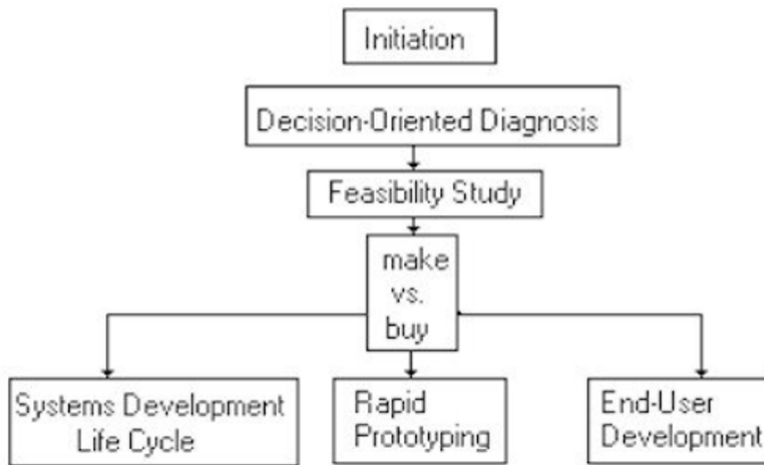 Initiation
Decision-Oriented Diagnosis
Feasibility Study
make
vs.
buy
Systems Development
Life Cycle
Rapid
Prototyping
End-User
Development